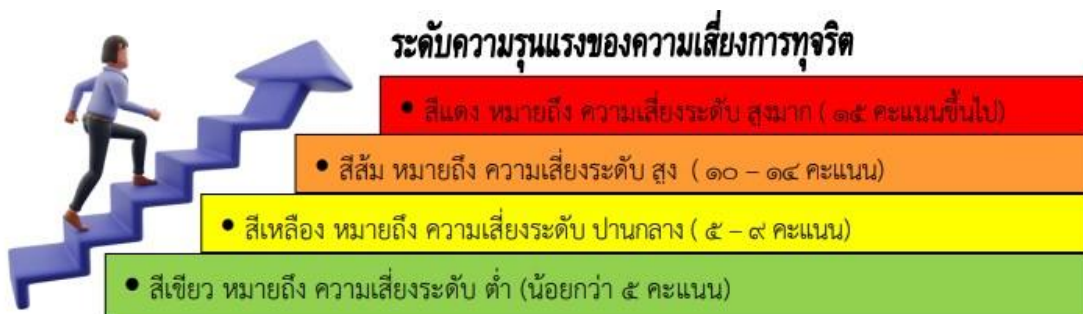 ระดับความรุนแรงของความเสี่ยงการทุจริต
• สีแดง หมายถึง ความเสี่ยงระดับ สูงมาก ( ๑๕ คะแนนขึ้นไป)
• สีส้ม หมายถึง ความเสี่ยงระดับ สูง ( ๑๐ – ๑๔ คะแนน)
• สีเหลือง หมายถึง ความเสี่ยงระดับ ปานกลาง ( ๕ – ๙ คะแนน)
• สีเขียว หมายถึง ความเสี่ยงระดับ ต่ำ (น้อยกว่า ๕ คะแนน)